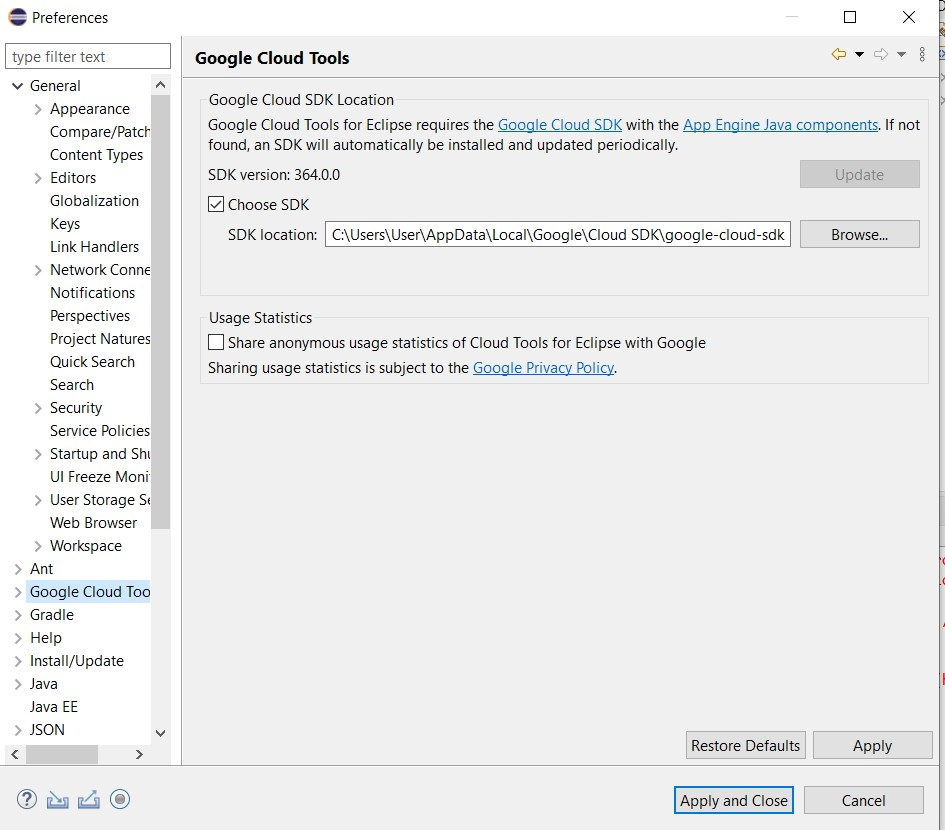 Preferences
type filter text
General
Appearance
Compare/Patch
Content Types
Editors
Globalization
Keys
Link Handlers
Network Conne
Notifications
Perspectives
Project Natures
Quick Search
Search
Security
Service Policies
Startup and Shu
UI Freeze Moni
User Storage Se
Web Browser
Workspace
Ant
Google Cloud Too
Gradle
Help
Install/Update
Java
Java EE
JSON
Google Cloud Tools
Google Cloud SDK Location
Google Cloud Tools for Eclipse requires the Google Cloud SDK with the App Engine Java components. If not
found, an SDK will automatically be installed and updated periodically.
SDK version: 364.0.0
Update
Choose SDK
SDK location: C:\Users\User\AppData\Local\Google\Cloud SDK\google-cloud-sdk Browse...
Usage Statistics
Share anonymous usage statistics of Cloud Tools for Eclipse with Google
Sharing usage statistics is subject to the Google Privacy Policy.
Restore Defaults Apply
Apply and Close Cancel